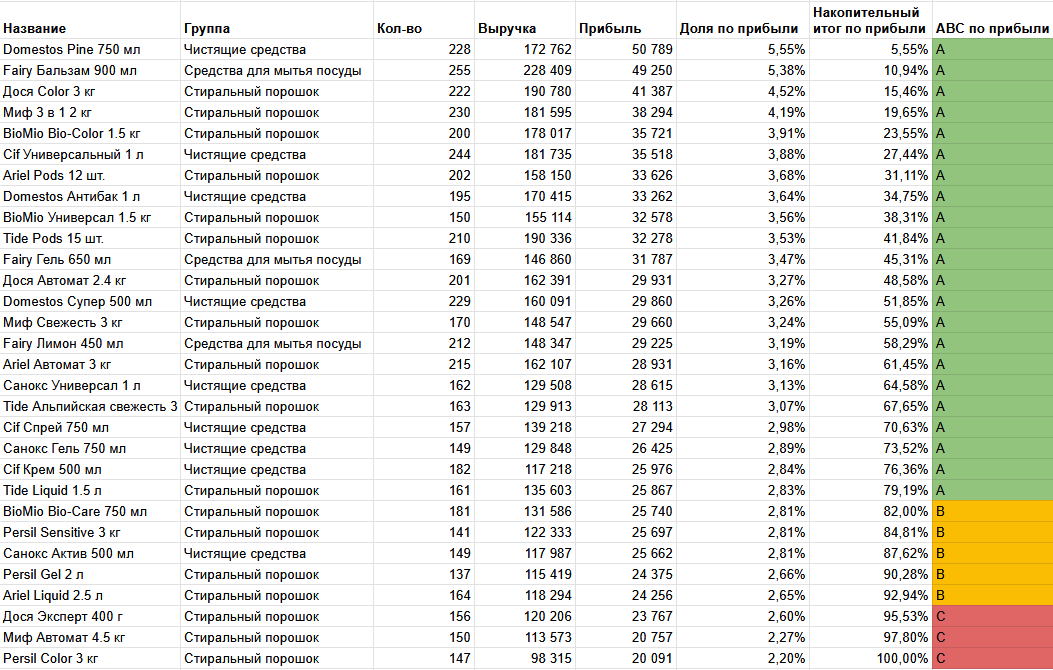 Название Группа Кол-во Выручка Прибыль Доля по прибыли Накопительный итог по прибыли ABC по прибыли
Domestos Pine 750 мл Чистящие средства 228 172 762 50 789 5,55% 5,55% A
Fairy Бальзам 900 мл Средства для мытья посуды 255 228 409 49 250 5,38% 10,94% A
Дося Color 3 кг Стиральный порошок 222 190 780 41 387 4,52% 15,46% A
Миф 3 в 1 2 кг Стиральный порошок 230 181 595 38 294 4,19% 19,65% A
BioMio Bio-Color 1.5 кг Стиральный порошок 200 178 017 35 721 3,91% 23,55% A
Cif Универсальный 1 л Чистящие средства 244 181 735 35 518 3,88% 27,44% A
Ariel Pods 12 шт. Стиральный порошок 202 158 150 33 626 3,68% 31,11% A
Domestos Антибак 1 л Чистящие средства 195 170 415 33 262 3,64% 34,75% A
BioMio Универсал 1.5 кг Стиральный порошок 150 155 114 32 578 3,56% 38,31% A
Tide Pods 15 шт. Стиральный порошок 210 190 336 32 278 3,53% 41,84% A
Fairy Гель 650 мл Средства для мытья посуды 169 146 860 31 787 3,47% 45,31% A
Дося Автомат 2.4 кг Стиральный порошок 201 162 391 29 931 3,27% 48,58% A
Domestos Супер 500 мл Чистящие средства 229 160 091 29 860 3,26% 51,85% A
Миф Свежесть 3 кг Стиральный порошок 170 148 547 29 660 3,24% 55,09% A
Fairy Лимон 450 мл Средства для мытья посуды 212 148 347 29 225 3,19% 58,29% A
Ariel Автомат 3 кг Стиральный порошок 215 162 107 28 931 3,16% 61,45% A
Санокс Универсал 1 л Чистящие средства 162 129 508 28 615 3,13% 64,58% A
Tide Альпийская свежесть 3 Стиральный порошок 163 129 913 28 113 3,07% 67,65% A
Cif Спрей 750 мл Чистящие средства 157 139 218 27 294 2,98% 70,63% A
Санокс Гель 750 мл Чистящие средства 149 129 848 26 425 2,89% 73,52% A
Cif Крем 500 мл Чистящие средства 182 117 218 25 976 2,84% 76,36% A
Tide Liquid 1.5 л Стиральный порошок 161 135 603 25 867 2,83% 79,19% A
BioMio Bio-Care 750 мл Стиральный порошок 181 131 586 25 740 2,81% 82,00% B
Persil Sensitive 3 кг Стиральный порошок 141 122 333 25 697 2,81% 84,81% B
Санокс Актив 500 мл Чистящие средства 149 117 987 25 662 2,81% 87,62% B
Persil Gel 2 л Стиральный порошок 137 115 419 24 375 2,66% 90,28% B
Ariel Liquid 2.5 л Стиральный порошок 164 118 294 24 256 2,65% 92,94% B
Дося Эксперт 400 г Стиральный порошок 156 120 206 23 767 2,60% 95,53% C
Миф Автомат 4.5 кг Стиральный порошок 150 113 573 20 757 2,27% 97,80% C
Persil Color 3 кг Стиральный порошок 147 98 315 20 091 2,20% 100,00% C